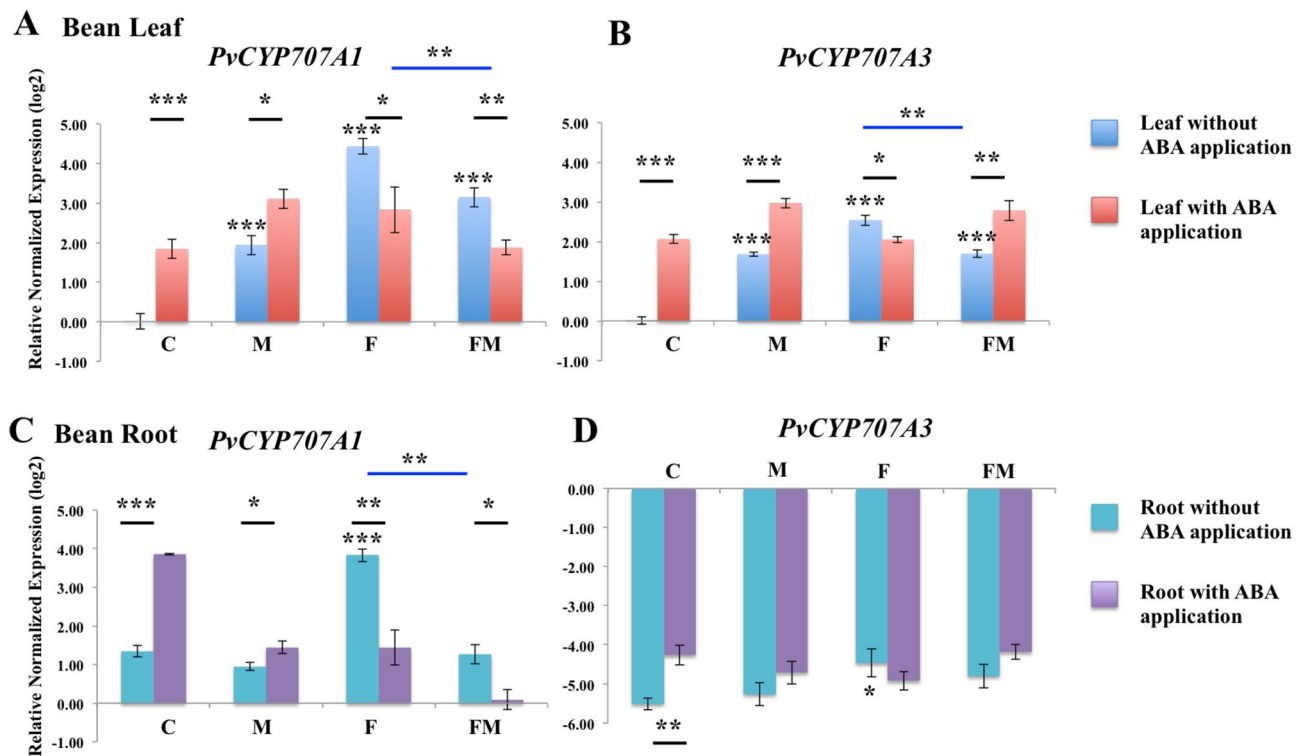 A Bean Leaf
PvCYP707A1
**
*** * * **
Relative Normalized Expression (log2)
5.00
4.00
3.00
2.00
1.00
0.00
-1.00
***
***
***
C M F FM
B
PvCYP707A3
**
*** *** * **
5.00
4.00
3.00
2.00
1.00
0.00
-1.00
***
***
***
C M F FM
Leaf without
ABA application
Leaf with ABA
application
C Bean Root
PvCYP707A1
**
*** * ** *
Relative Normalized Expression (log2)
5.00
4.00
3.00
2.00
1.00
0.00
-1.00
***
C M F FM
D
PvCYP707A3
C M F FM
0.00
-1.00
-2.00
-3.00
-4.00
-5.00
-6.00
*
**
Root without
ABA application
Root with ABA
application